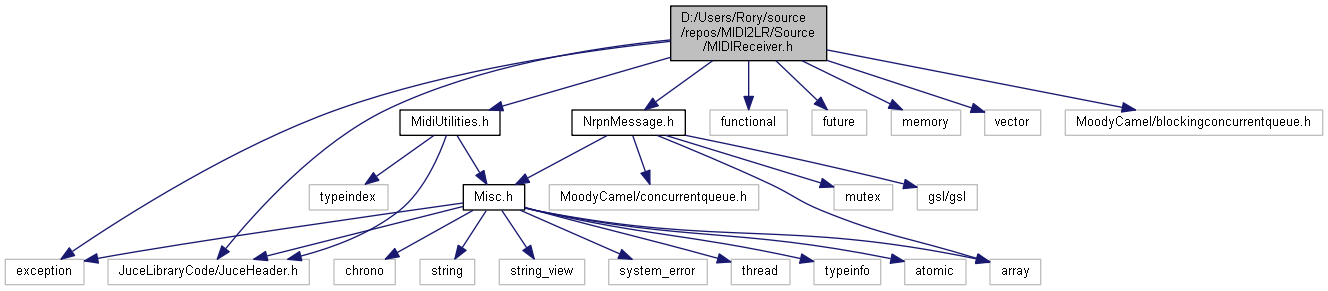 D:/Users/Rory/source
/repos/MIDI2LR/Source
/MIDIReceiver.h
MidiUtilities.h
NrpnMessage.h
functional
future
memory
vector
MoodyCamel/blockingconcurrentqueue.h
typeindex
Misc.h
MoodyCamel/concurrentqueue.h
mutex
gsl/gsl
exception
JuceLibraryCode/JuceHeader.h
chrono
string
string_view
system_error
thread
typeinfo
atomic
array